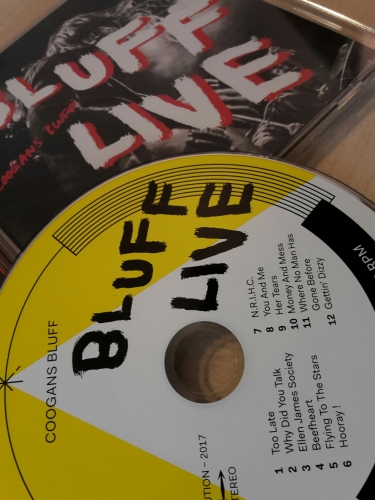 BLUFF
LIVE
COOGANS BLUFF
BLUFF
LIVE
COOGANS BLUFF
1 Too Late
2 Why Did You Talk
3 Ellen James Society
4 Beefheart
5 Flying To The Stars
6 Hooray !
7 N.R.I.H.C.
8 You And Me
9 Her Tears
10 Money And Mess
11 Where No Man Has
Gone Before
12 Gettin' Dizzy
2017
RPM